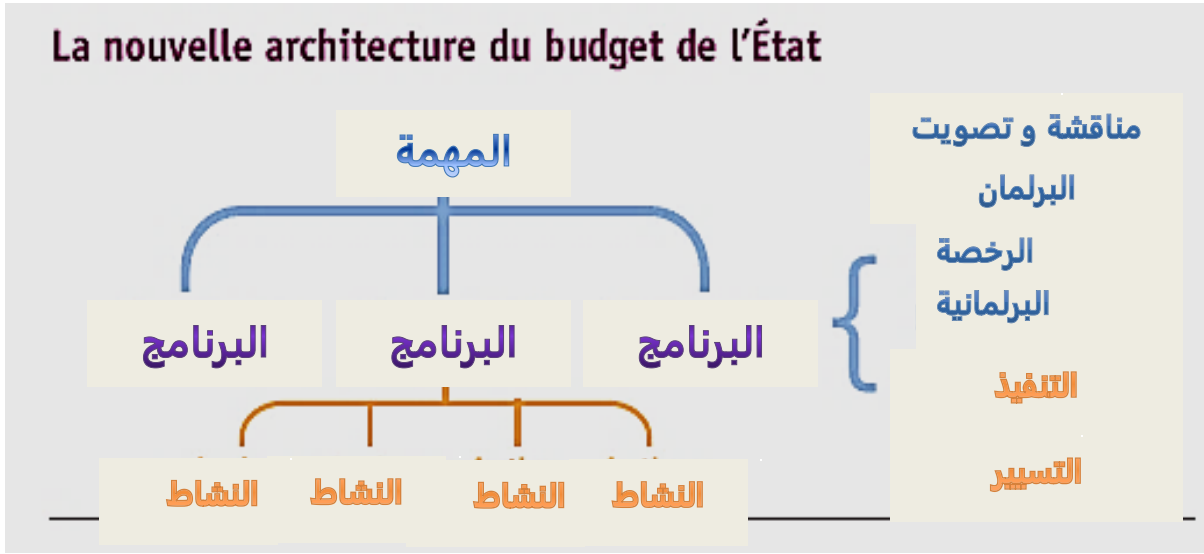 La nouvelle architecture du budget de l'État
المهمة
مناقشة و تصويت
البرلمان
الرخصة
البرلمانية
البرنامج
البرنامج
البرنامج
التنفيذ
التسيير
النشاط
النشاط
النشاط
النشاط